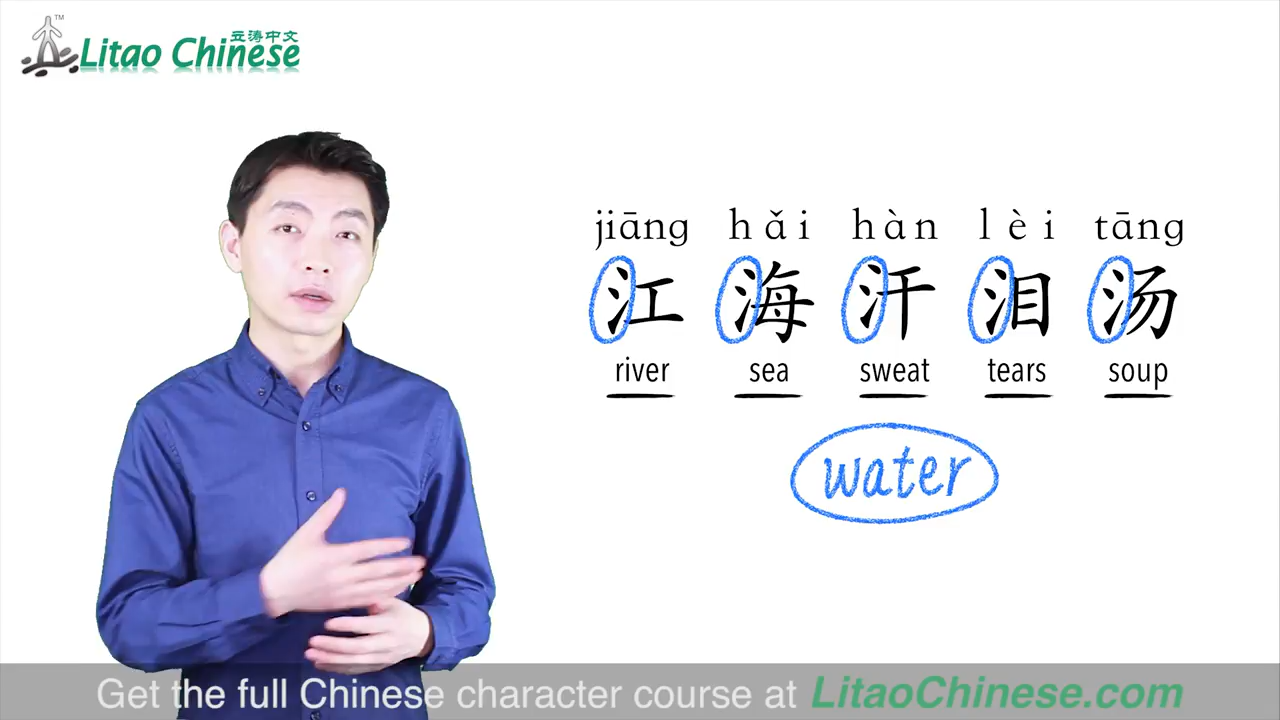 TM
立涛中文
Litao Chinese
jiāng hǎi hàn lèi tāng
江 海 汗 泪 汤
river sea sweat tears soup
water
Get the full Chinese character course at LitaoChinese.com